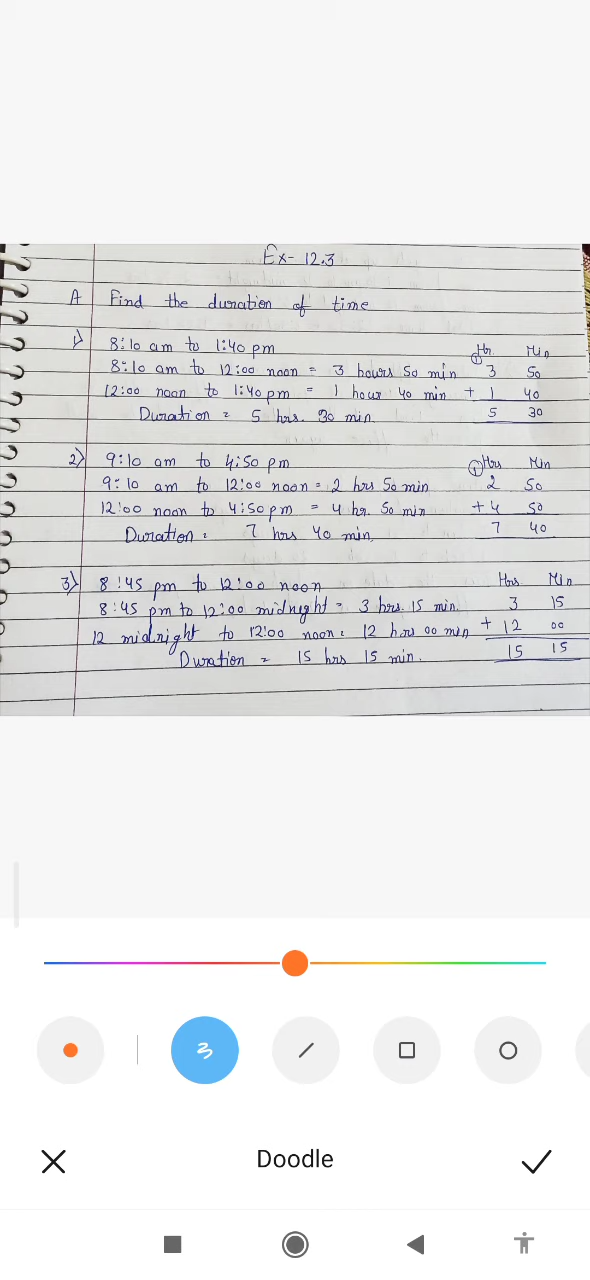 Ex- 12.3
A Find the duration of time
1) 8:10 am to 1:40 pm
Hr. Min
8:10 am to 12:00 noon = 3 hours 50 min
1
3 50
12:00 noon to 1:40 pm = 1 hour 40 min
+ 1 40
Duration = 5 hrs. 30 min.
5 30
2) 9:10 am to 4:50 pm
1 Hrs Min
9:10 am to 12:00 noon = 2 hrs 50 min
2 50
12:00 noon to 4:50 pm = 4 hr. 50 min
+ 4 50
Duration = 7 hrs 40 min.
7 40
3) 8:45 pm to 12:00 noon
Hrs Min
8:45 pm to 12:00 midnight = 3 hrs. 15 min.
3 15
12 midnight to 12:00 noon = 12 hrs 00 min
+ 12 00
Duration = 15 hrs 15 min.
15 15
Doodle